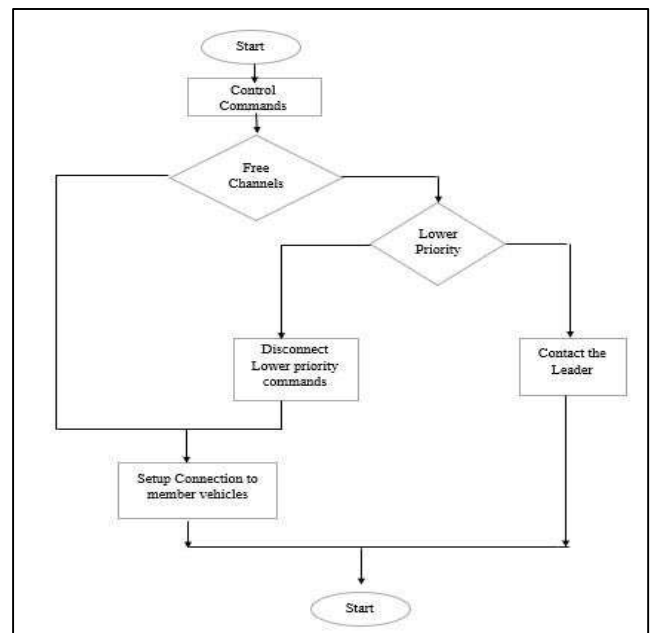 Start
Control
Commands
Free
Channels
Lower
Priority
Disconnect
Lower priority
commands
Contact the
Leader
Setup Connection to
member vehicles
Start